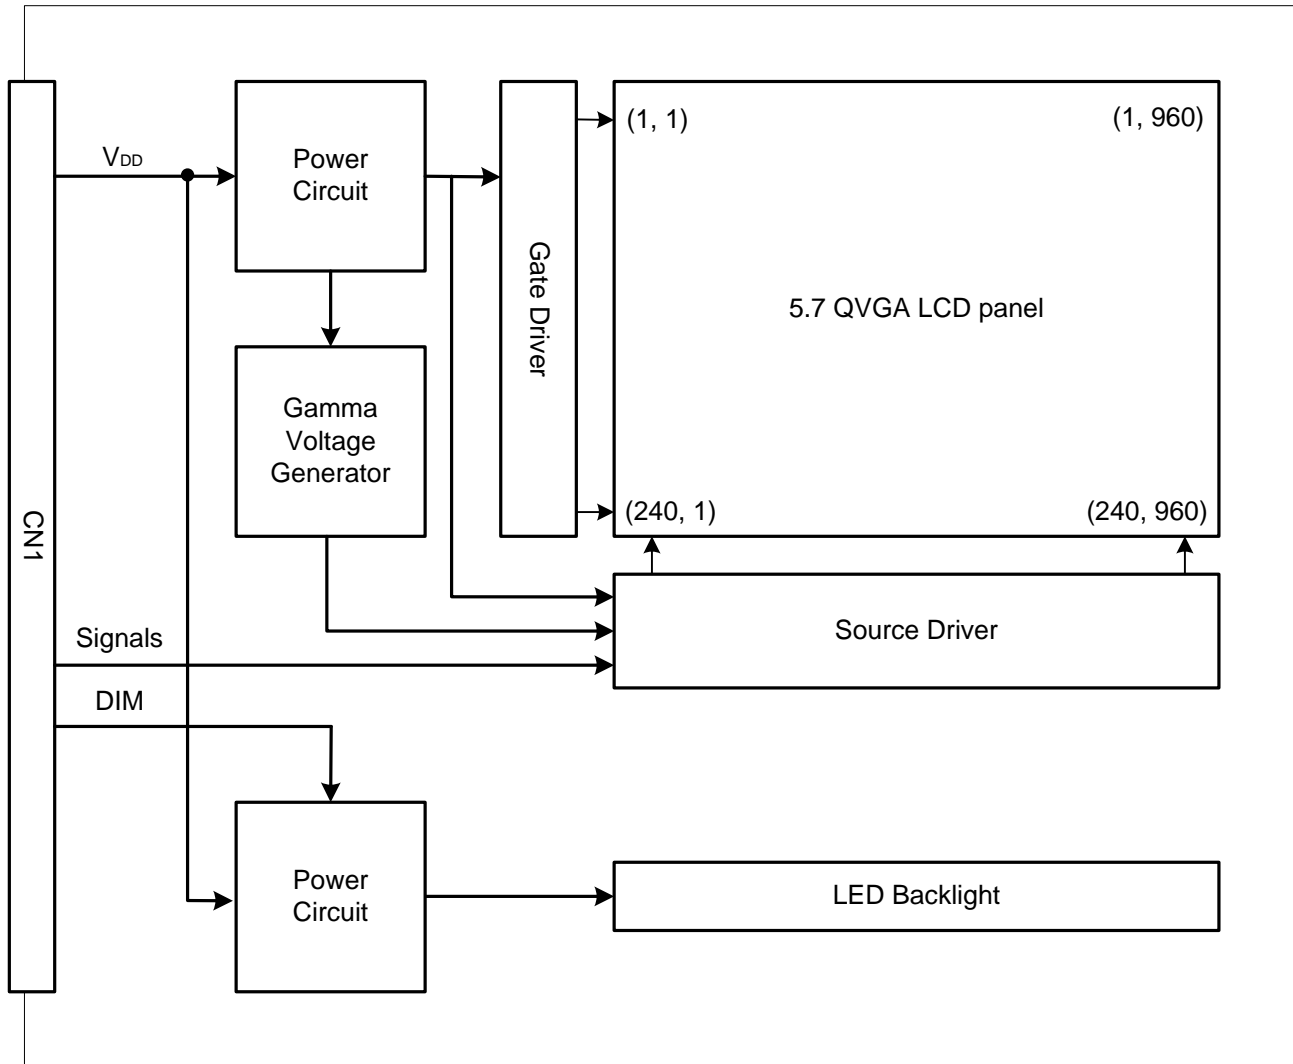 CN1
VDD
Power
Circuit
Gate Driver
(1, 1)
(1, 960)
5.7 QVGA LCD panel
(240, 1)
(240, 960)
Gamma
Voltage
Generator
Signals
Source Driver
DIM
Power
Circuit
LED Backlight